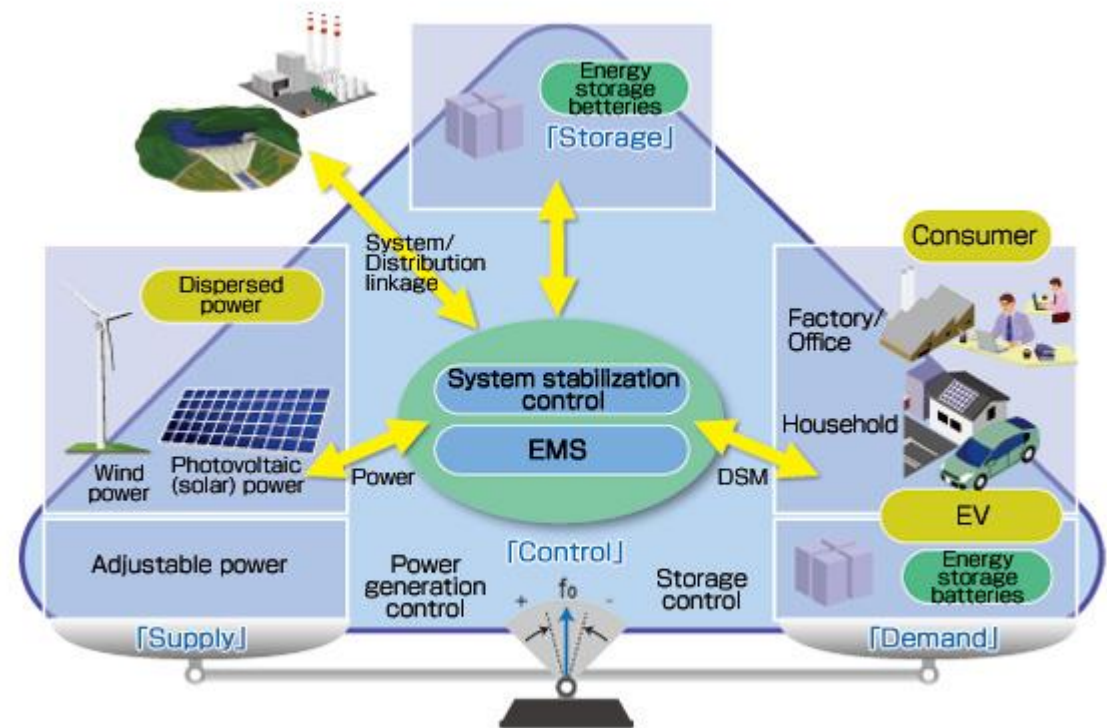 Energy
storage
betteries
「Storage」
System/
Distribution
linkage
Consumer
Dispersed
power
Factory/
Office
System stabilization
control
Household
EMS
Wind
power
Photovoltaic
(solar) power
Power
DSM
EV
「Control」
Adjustable power
Power
generation
control
+
f₀
-
Storage
control
Energy
storage
batteries
「Supply」
「Demand」